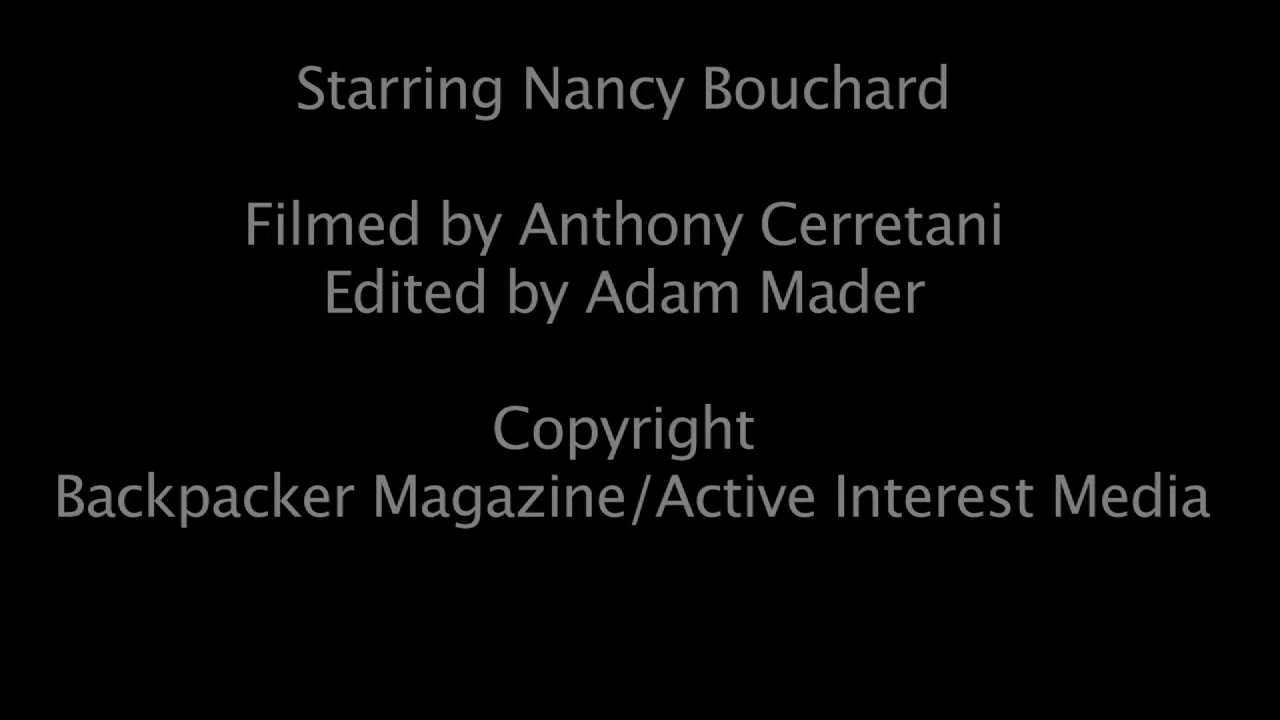 Starring Nancy Bouchard
Filmed by Anthony Cerretani
Edited by Adam Mader
Copyright
Backpacker Magazine/Active Interest Media